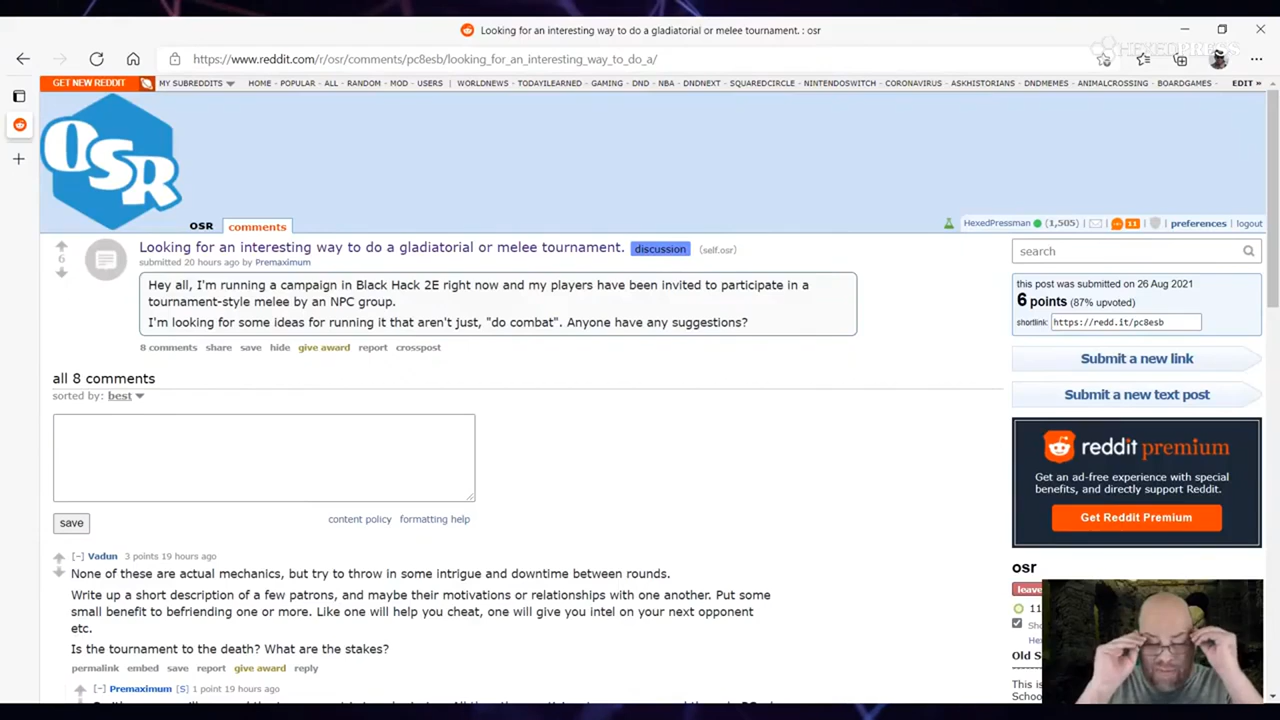 Looking for an interesting way to do a gladiatorial or melee tournament. : osr
HEXEDPRESS
https://www.reddit.com/r/osr/comments/pc8esb/looking_for_an_interesting_way_to_do_a/
GET NEW REDDIT MY SUBREDDITS HOME - POPULAR - ALL - RANDOM - MOD - USERS | WORLDNEWS - TODAYILEARNED - GAMING - DND - NBA - DNDNEXT - SQUAREDCIRCLE - NINTENDOSWITCH - CORONAVIRUS - ASKHISTORIANS - DNDMEMES - ANIMALCROSSING - BOARDGAMES - EDIT »
OSR
OSR comments
HexedPressman (1,505) | 11 | | preferences | logout
Looking for an interesting way to do a gladiatorial or melee tournament. discussion (self.osr)
6
submitted 20 hours ago by Premaximum
Hey all, I'm running a campaign in Black Hack 2E right now and my players have been invited to participate in a
tournament-style melee by an NPC group.
I'm looking for some ideas for running it that aren't just, "do combat". Anyone have any suggestions?
8 comments share save hide give award report crosspost
all 8 comments
sorted by: best
save
content policy formatting help
[–] Vadun 3 points 19 hours ago
None of these are actual mechanics, but try to throw in some intrigue and downtime between rounds.
Write up a short description of a few patrons, and maybe their motivations or relationships with one another. Put some
small benefit to befriending one or more. Like one will help you cheat, one will give you intel on your next opponent
etc.
Is the tournament to the death? What are the stakes?
permalink embed save report give award reply
[–] Premaximum [S] 1 point 19 hours ago
search
this post was submitted on 26 Aug 2021
6 points (87% upvoted)
shortlink: https://redd.it/pc8esb
Submit a new link
Submit a new text post
reddit premium
Get an ad-free experience with special
benefits, and directly support Reddit.
Get Reddit Premium
osr
leave
11
Sho
He
Old S
This is
Schoo